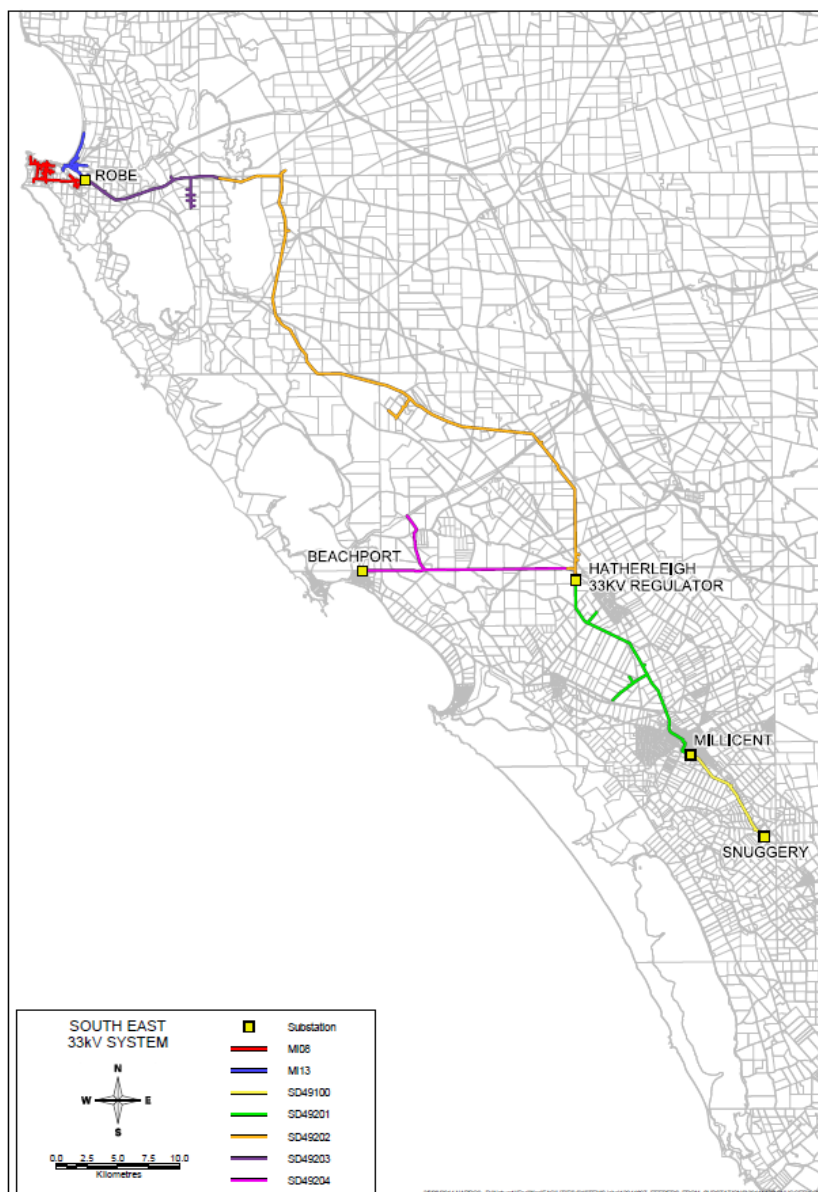 ROBE
BEACHPORT
HATHERLEIGH
33KV REGULATOR
MILLICENT
SNUGGERY
SOUTH EAST
33kV SYSTEM
N
W E
S
0.0 2.5 5.0 7.5 10.0
Kilometres
Substation
MI08
MI13
SD49100
SD49201
SD49202
SD49203
SD49204